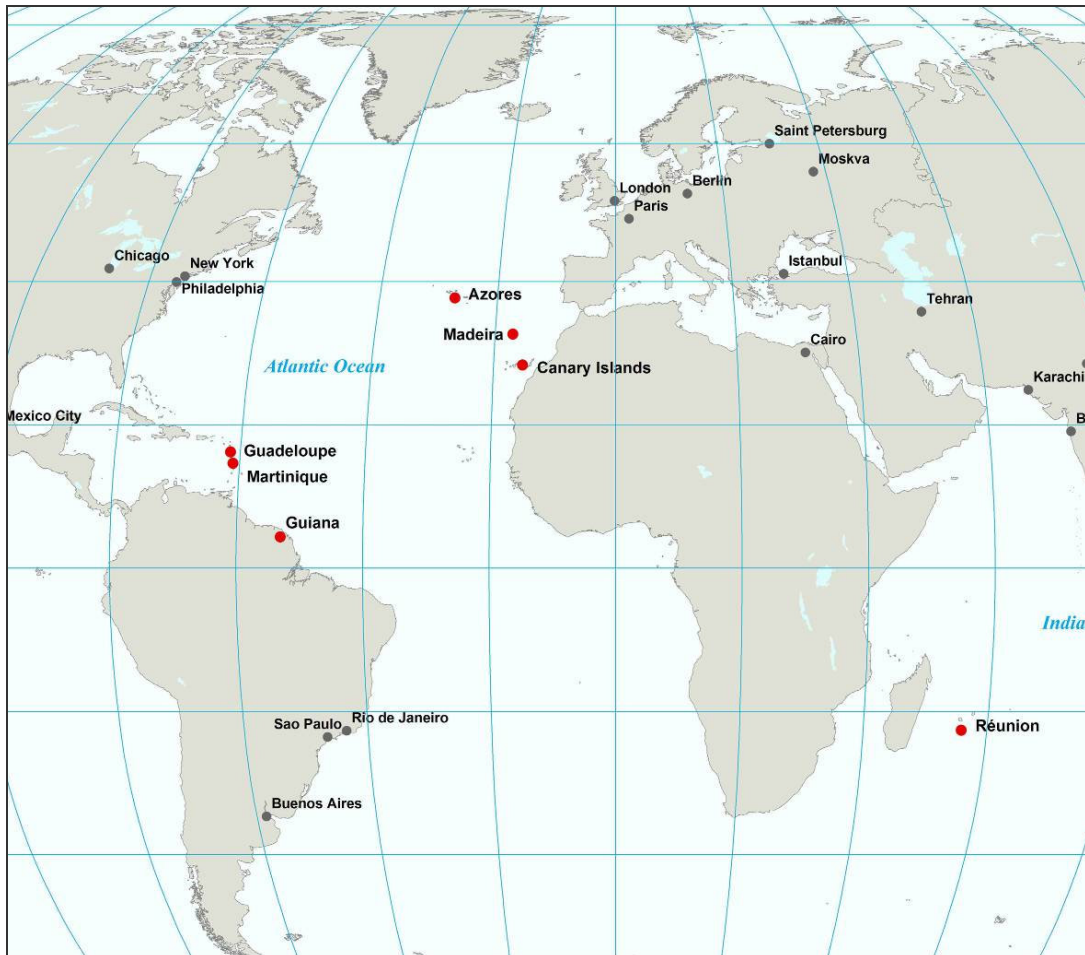 Saint Petersburg
Moskva
Berlin
London
Paris
Chicago
New York
Philadelphia
Istanbul
Azores
Tehran
Madeira
Cairo
Atlantic Ocean
Canary Islands
Karachi
Mexico City
B
Guadeloupe
Martinique
Guiana
India
Sao Paulo
Rio de Janeiro
Réunion
Buenos Aires